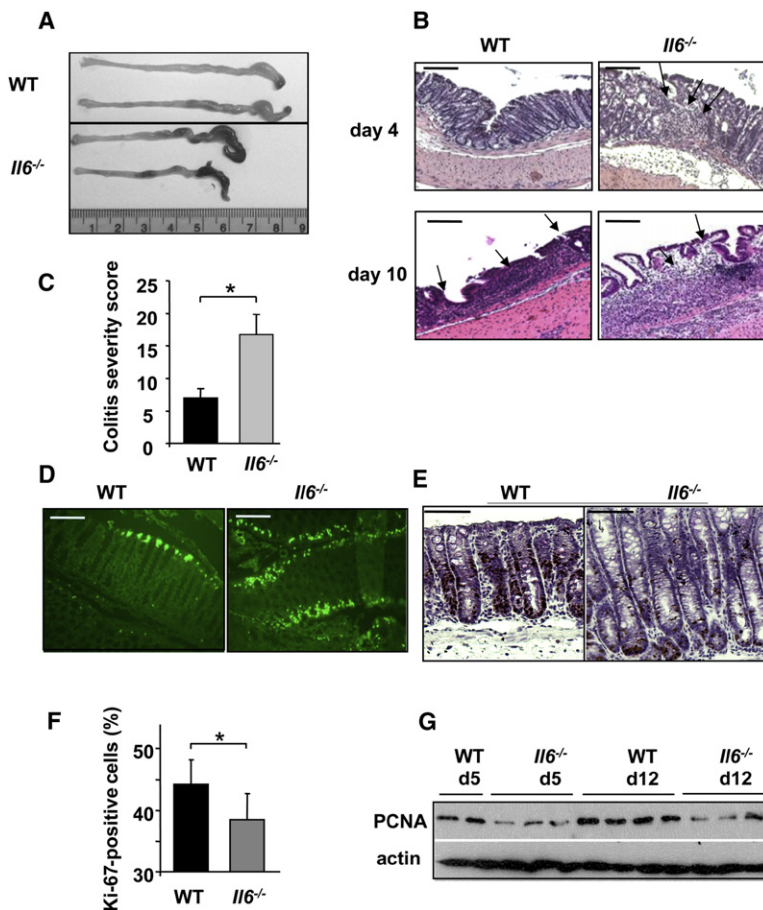 A
WT
Il6-/-
1 2 3 4 5 6 7 8 9
B
WT Il6-/-
day 4
day 10
C
Colitis severity score
25
20
15
10
5
0
*
WT Il6-/-
D
WT Il6-/-
E
WT Il6-/-
F
Ki-67-positive cells (%)
50
40
30
*
WT Il6-/-
G
WT Il6-/- WT Il6-/-
d5 d5 d12 d12
PCNA
actin